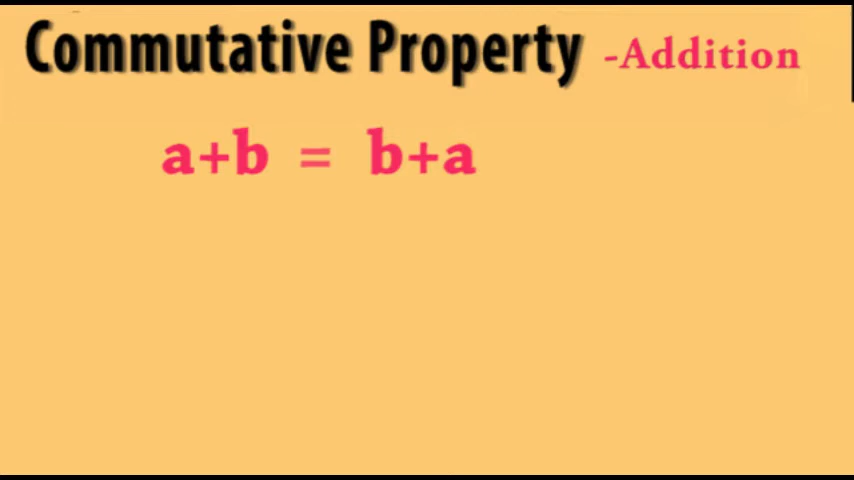 Commutative Property -Addition
a+b = b+a